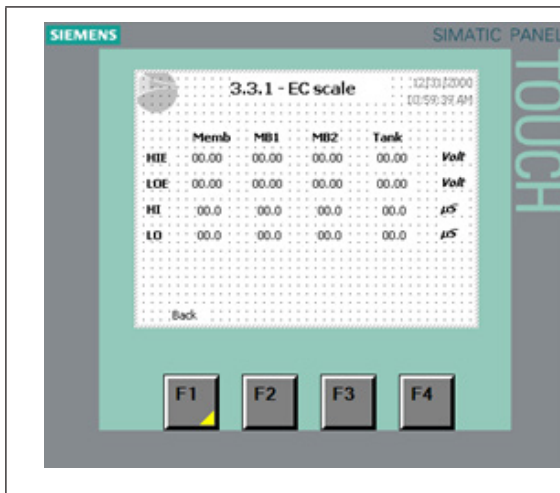 SIEMENS SIMATIC PANEL
TOUCH
3.3.1 - EC scale 12/31/2000
10:59:39 AM
Memb MB1 MB2 Tank
HIE 00.00 00.00 00.00 00.00 Volt
LOE 00.00 00.00 00.00 00.00 Volt
HI 00.0 00.0 00.0 00.0 µS
LO 00.0 00.0 00.0 00.0 µS
Back
F1 F2 F3 F4